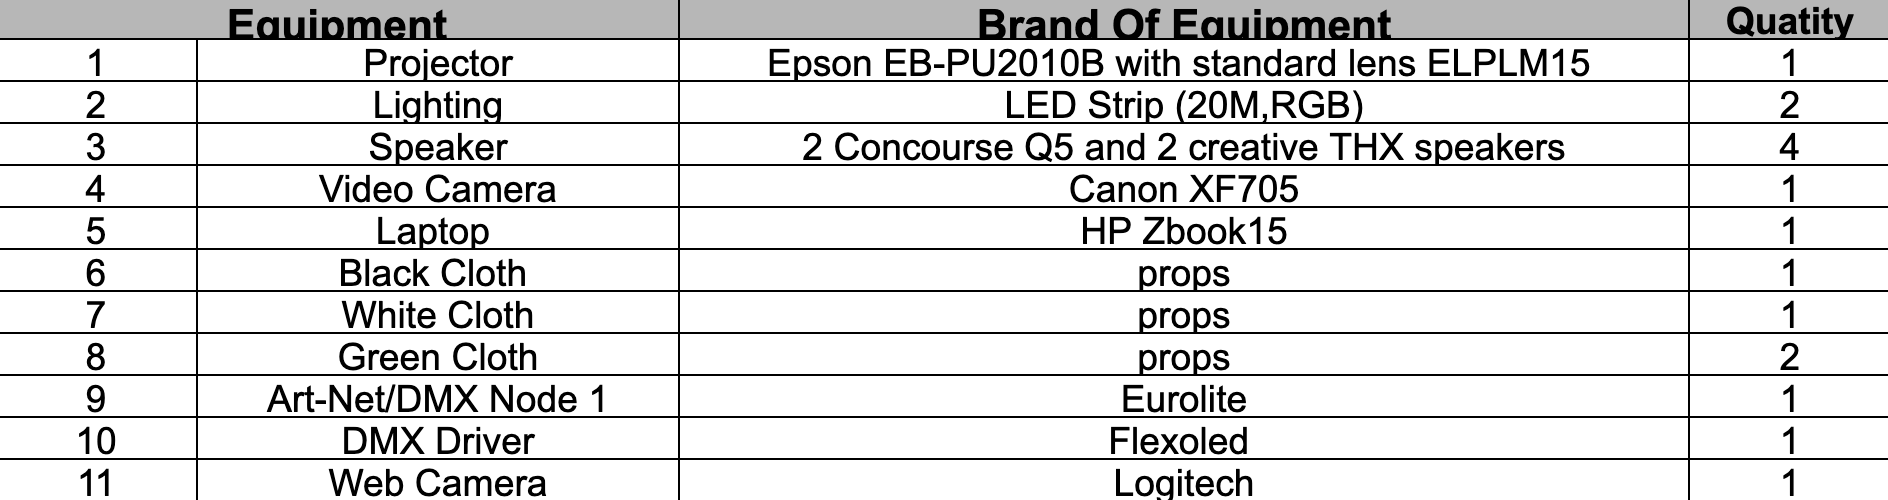 Equipment Brand Of Equipment Quatity
1 Projector Epson EB-PU2010B with standard lens ELPLM15 1
2 Lighting LED Strip (20M,RGB) 2
3 Speaker 2 Concourse Q5 and 2 creative THX speakers 4
4 Video Camera Canon XF705 1
5 Laptop HP Zbook15 1
6 Black Cloth props 1
7 White Cloth props 1
8 Green Cloth props 2
9 Art-Net/DMX Node 1 Eurolite 1
10 DMX Driver Flexoled 1
11 Web Camera Logitech 1